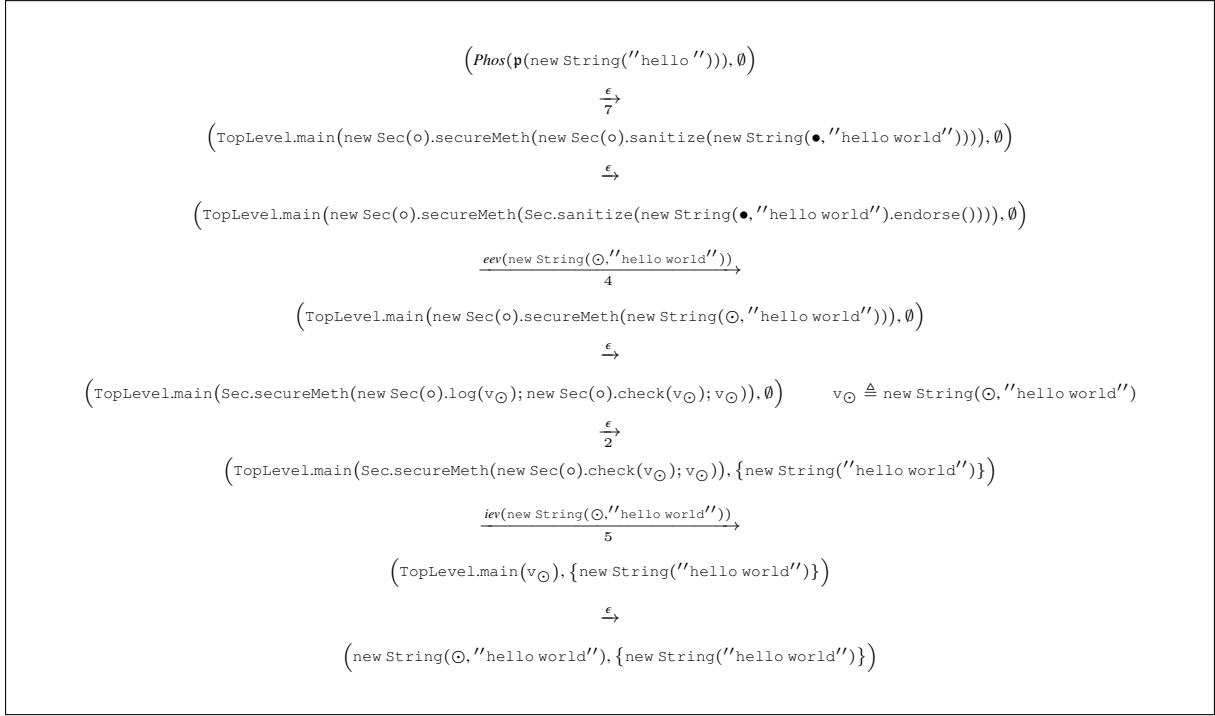 (Phos(𝔭(new String(″hello ″))), ∅)
ϵ
→
7
(TopLevel.main(new Sec(∘).secureMeth(new Sec(∘).sanitize(new String(●, ″hello world″)))), ∅)
ϵ
→
(TopLevel.main(new Sec(∘).secureMeth(Sec.sanitize(new String(●, ″hello world″).endorse()))), ∅)
eev(new String(⊙,″hello world″))
→
4
(TopLevel.main(new Sec(∘).secureMeth(new String(⊙, ″hello world″))), ∅)
ϵ
→
(TopLevel.main(Sec.secureMeth(new Sec(∘).log(v⊙); new Sec(∘).check(v⊙); v⊙)), ∅) v⊙ ≜ new String(⊙, ″hello world″)
ϵ
→
2
(TopLevel.main(Sec.secureMeth(new Sec(∘).check(v⊙); v⊙)), {new String(″hello world″)})
iev(new String(⊙,″hello world″))
→
5
(TopLevel.main(v⊙), {new String(″hello world″)})
ϵ
→
(new String(⊙, ″hello world″), {new String(″hello world″)})